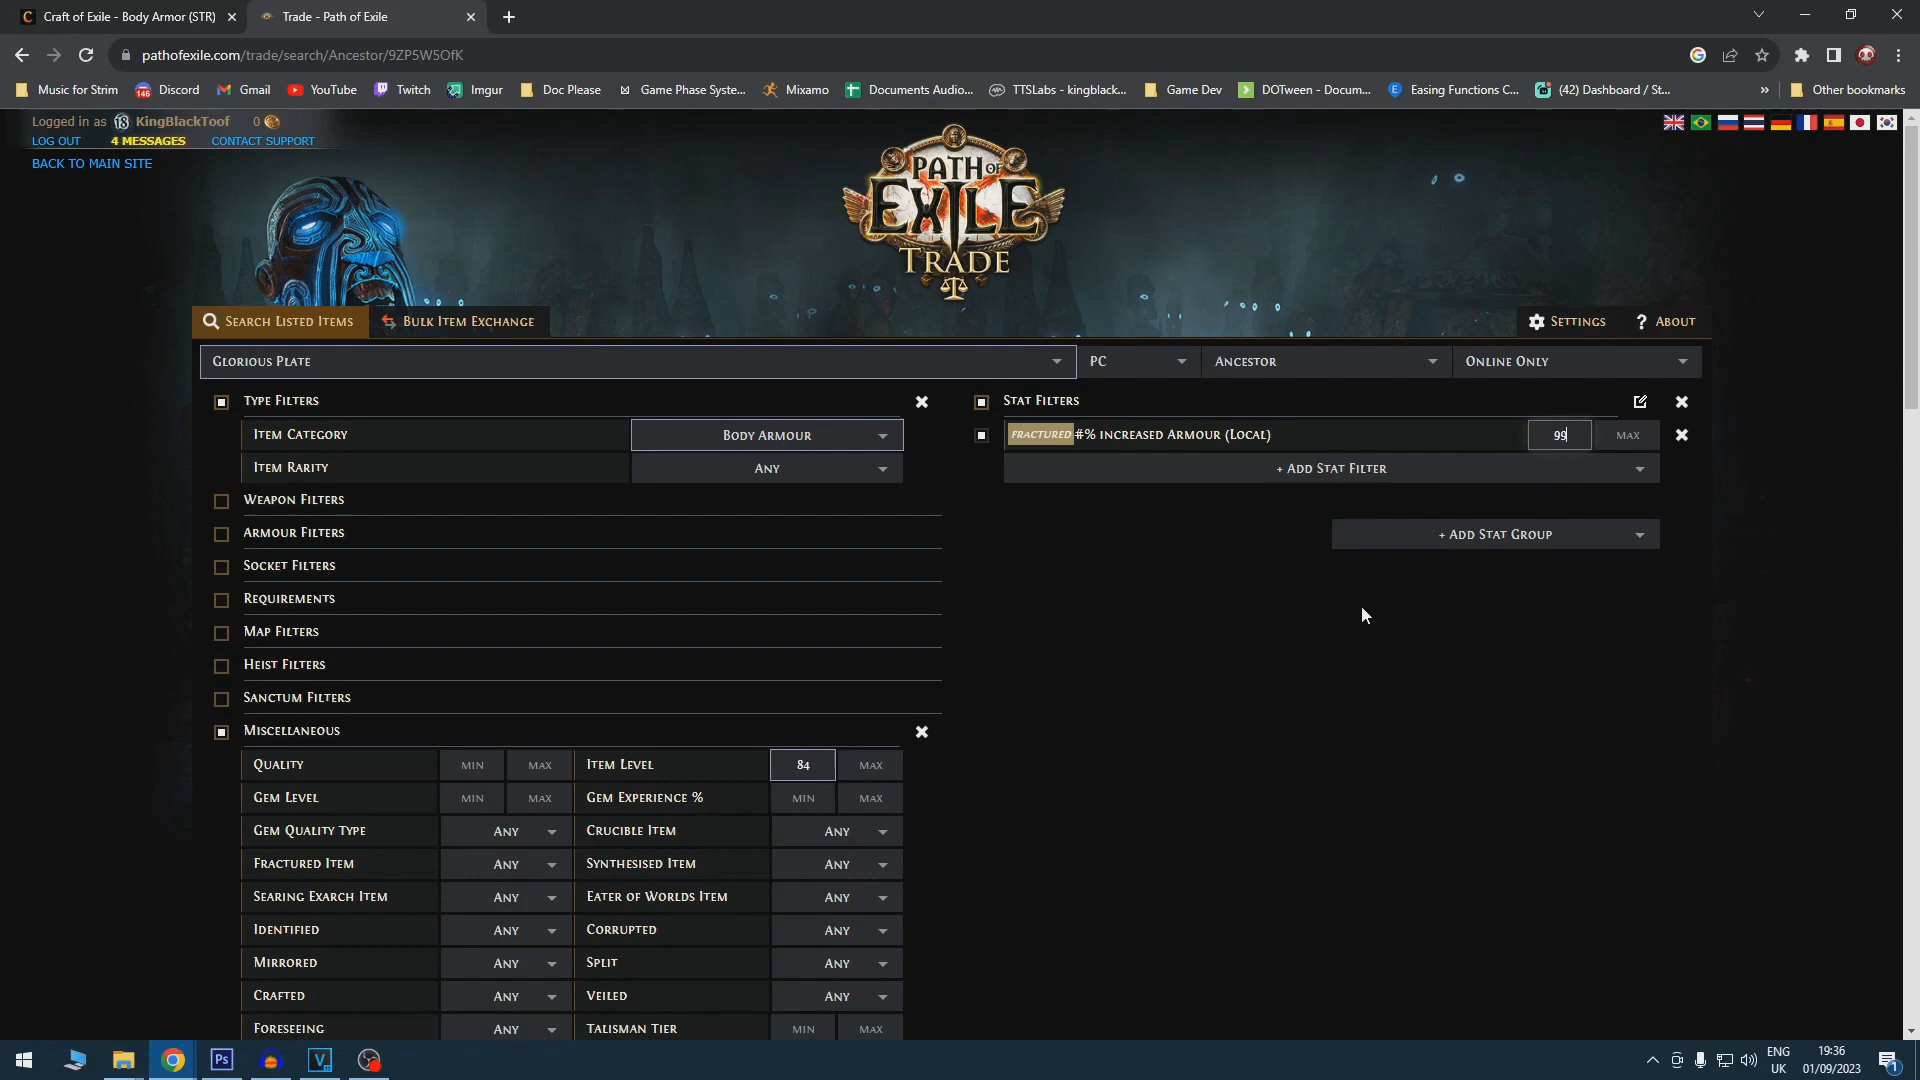 Craft of Exile - Body Armor (STR)
Trade - Path of Exile
pathofexile.com/trade/search/Ancestor/9ZP5W5OfK
Music for Strim
146
Discord
Gmail
YouTube
Twitch
Imgur
Doc Please
Game Phase Syste...
Mixamo
Documents Audio...
TTSLabs - kingblack...
Game Dev
DOTween - Docum...
Easing Functions C...
(42) Dashboard / St...
»
Other bookmarks
Logged in as KingBlackToof 0
LOG OUT 4 MESSAGES CONTACT SUPPORT
BACK TO MAIN SITE
PATH OF
EXILE
TRADE
Search Listed Items
Bulk Item Exchange
Settings
? About
Glorious Plate
PC
Ancestor
Online Only
Type Filters
Item Category
Body Armour
Item Rarity
Any
Weapon Filters
Armour Filters
Socket Filters
Requirements
Map Filters
Heist Filters
Sanctum Filters
Miscellaneous
Quality MIN MAX Item Level 84 MAX
Gem Level MIN MAX Gem Experience % MIN MAX
Gem Quality Type Any Crucible Item Any
Fractured Item Any Synthesised Item Any
Searing Exarch Item Any Eater of Worlds Item Any
Identified Any Corrupted Any
Mirrored Any Split Any
Crafted Any Veiled Any
Foreseeing Any Talisman Tier MIN MAX
Stat Filters
FRACTURED #% increased Armour (Local) 99 MAX
+ Add Stat Filter
+ Add Stat Group
Ps
V
ENG
UK
19:36
01/09/2023
1